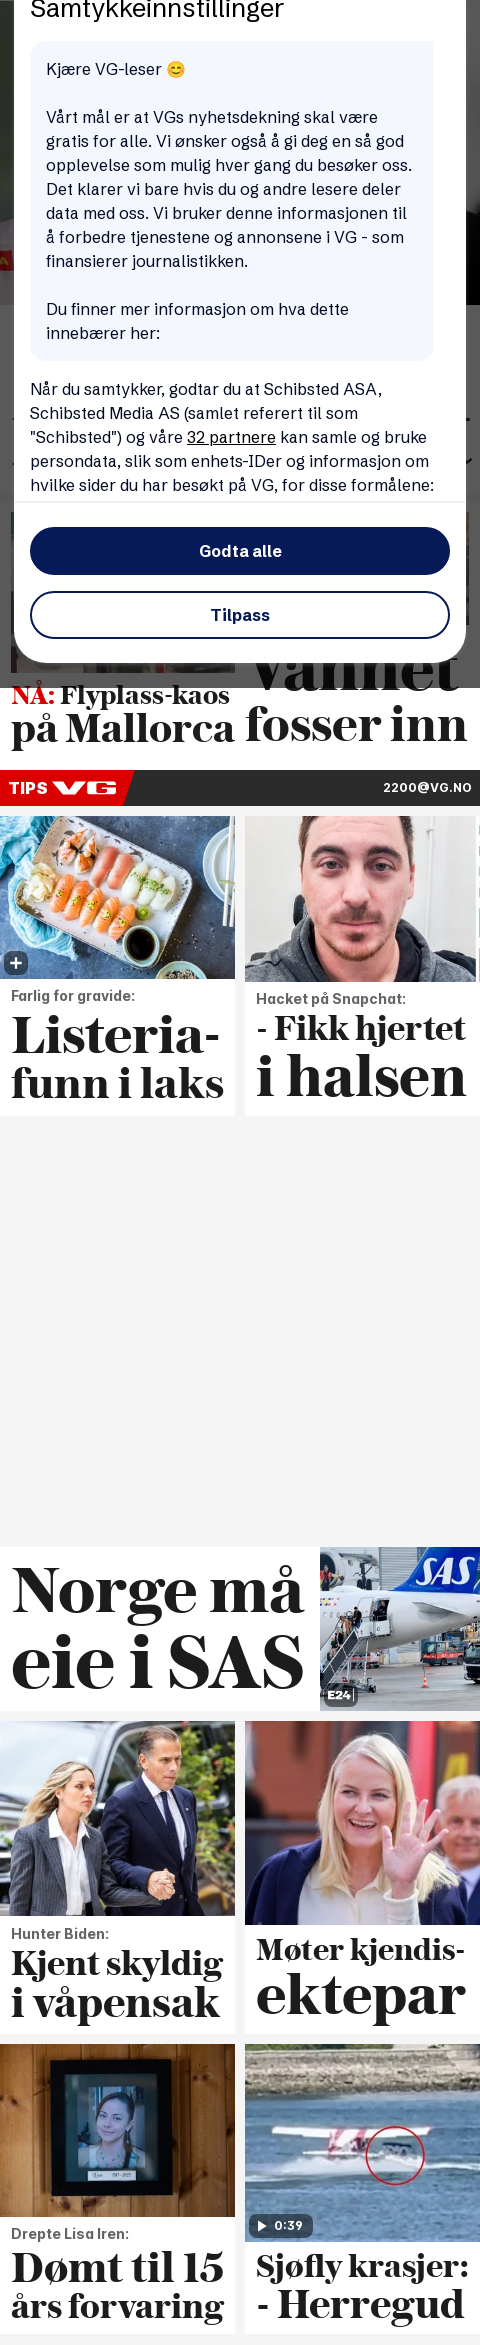 Samtykkeinnstillinger
Kjære VG-leser 😊
Vårt mål er at VGs nyhetsdekning skal være
gratis for alle. Vi ønsker også å gi deg en så god
opplevelse som mulig hver gang du besøker oss.
Det klarer vi bare hvis du og andre lesere deler
data med oss. Vi bruker denne informasjonen til
å forbedre tjenestene og annonsene i VG - som
finansierer journalistikken.
Du finner mer informasjon om hva dette
innebærer her:
Når du samtykker, godtar du at Schibsted ASA,
Schibsted Media AS (samlet referert til som
"Schibsted") og våre 32 partnere kan samle og bruke
persondata, slik som enhets-IDer og informasjon om
hvilke sider du har besøkt på VG, for disse formålene:
Godta alle
Tilpass
NÅ: Flyplass-kaos
på Mallorca
vannet
fosser inn
TIPS VG
2200@VG.NO
Farlig for gravide:
Listeria-
funn i laks
Hacket på Snapchat:
- Fikk hjertet
i halsen
Norge må
eie i SAS
SAS
E24
Hunter Biden:
Kjent skyldig
i våpensak
Møter kjendis-
ektepar
Drepte Lisa Iren:
Dømt til 15
års forvaring
0:39
Sjøfly krasjer:
- Herregud